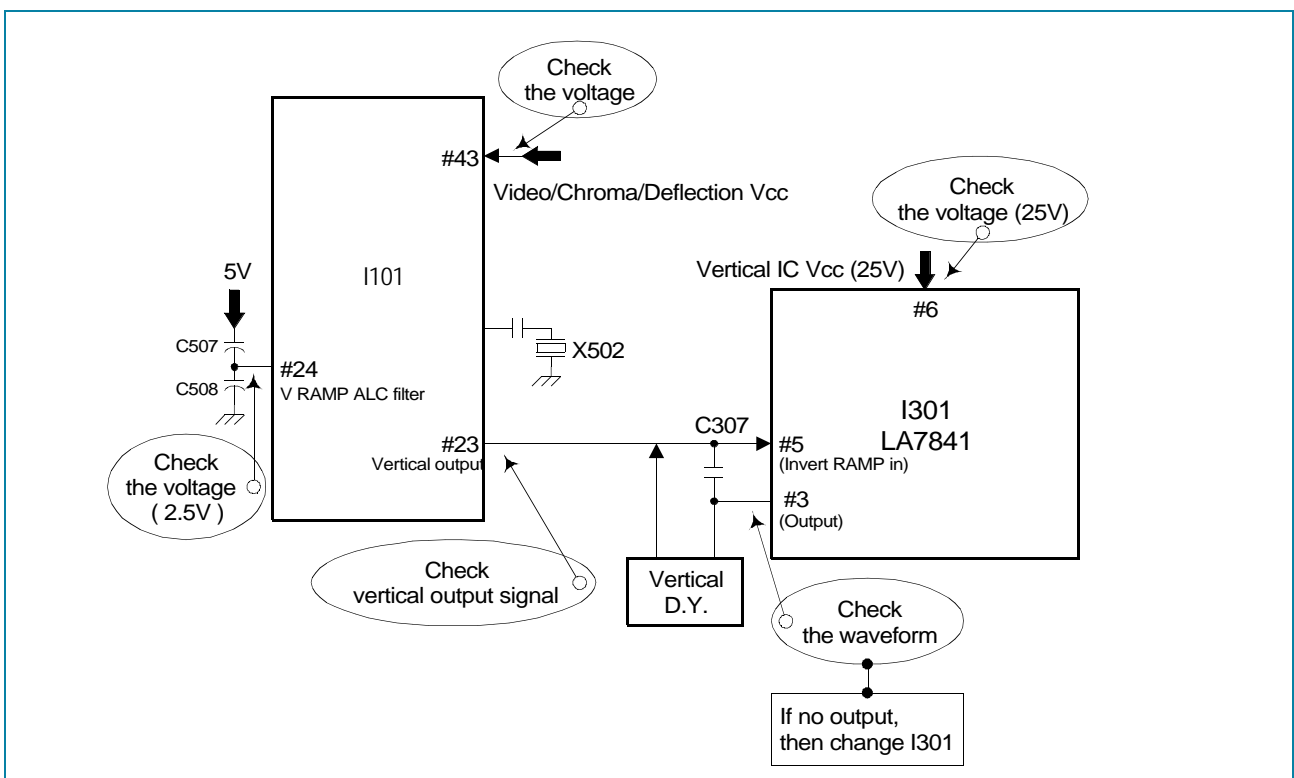 Check
the voltage
#43
Video/Chroma/Deflection Vcc
Check
the voltage (25V)
5V
I101
Vertical IC Vcc (25V)
#6
C507
X502
#24
C508
V RAMP ALC filter
I301
LA7841
C307
#23
Vertical output
#5
(Invert RAMP in)
Check
the voltage
( 2.5V )
#3
(Output)
Check
vertical output signal
Vertical
D.Y.
Check
the waveform
If no output,
then change I301